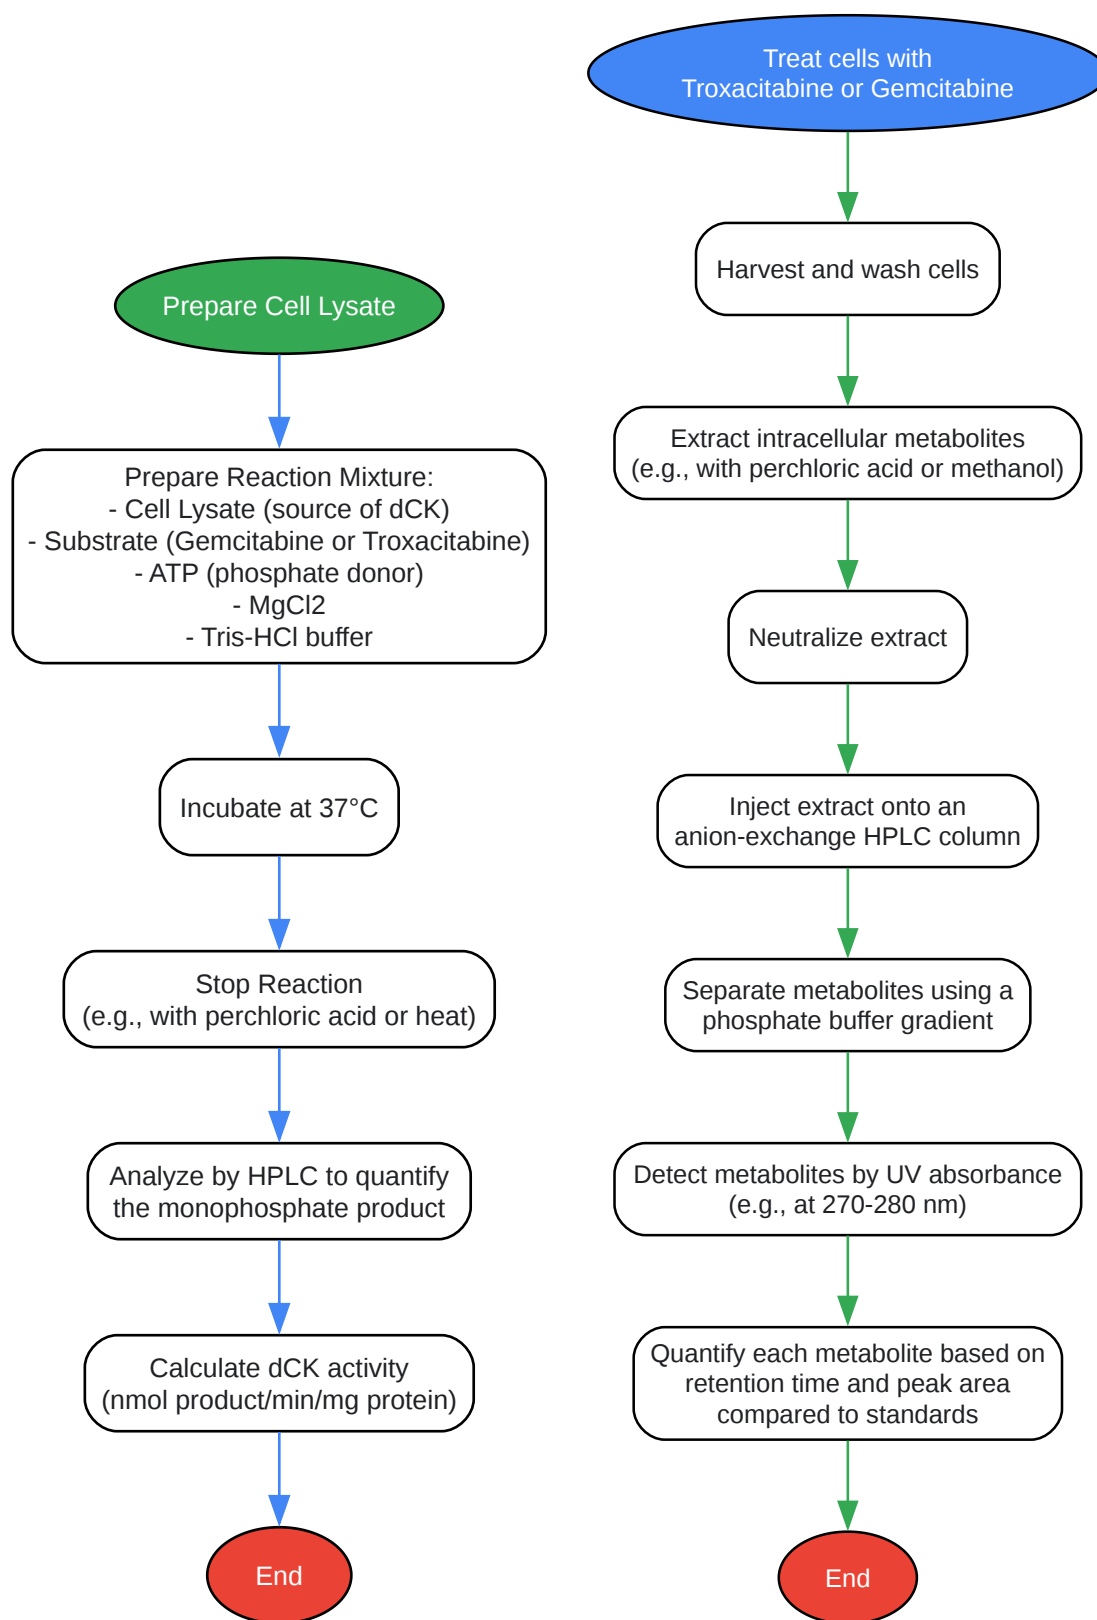 Prepare Cell Lysate
Prepare Reaction Mixture:
- Cell Lysate (source of dCK)
- Substrate (Gemcitabine or Troxacitabine)
- ATP (phosphate donor)
- MgCl2
- Tris-HCl buffer
Incubate at 37°C
Stop Reaction
(e.g., with perchloric acid or heat)
Analyze by HPLC to quantify
the monophosphate product
Calculate dCK activity
(nmol product/min/mg protein)
End
Treat cells with
Troxacitabine or Gemcitabine
Harvest and wash cells
Extract intracellular metabolites
(e.g., with perchloric acid or methanol)
Neutralize extract
Inject extract onto an
anion-exchange HPLC column
Separate metabolites using a
phosphate buffer gradient
Detect metabolites by UV absorbance
(e.g., at 270-280 nm)
Quantify each metabolite based on
retention time and peak area
compared to standards
End